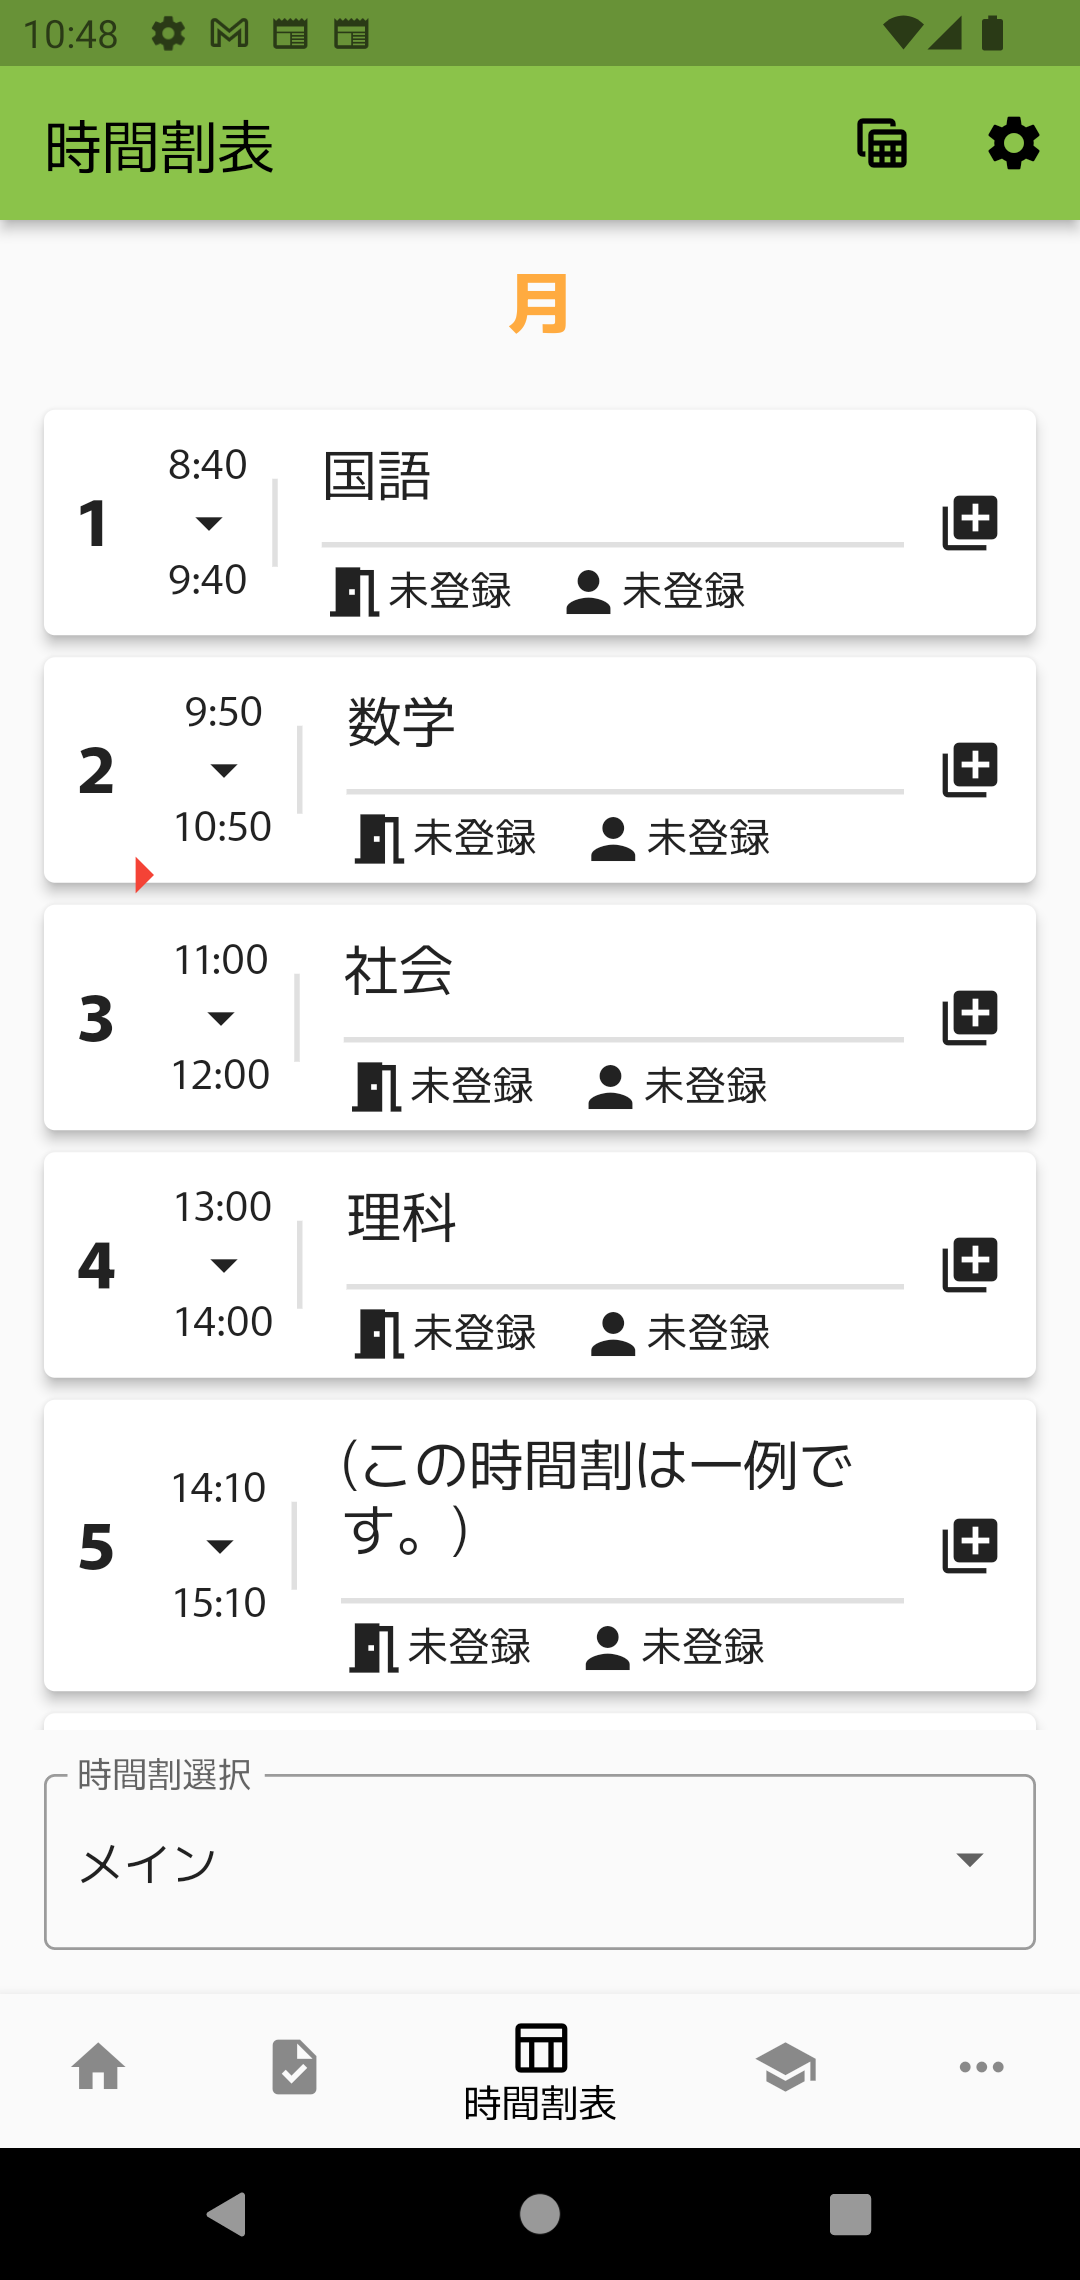 10:48
時間割表
月
1
8:40
9:40
国語
未登録 未登録
2
9:50
10:50
数学
未登録 未登録
3
11:00
12:00
社会
未登録 未登録
4
13:00
14:00
理科
未登録 未登録
5
14:10
15:10
(この時間割は一例で
す。)
未登録 未登録
時間割選択
メイン
時間割表